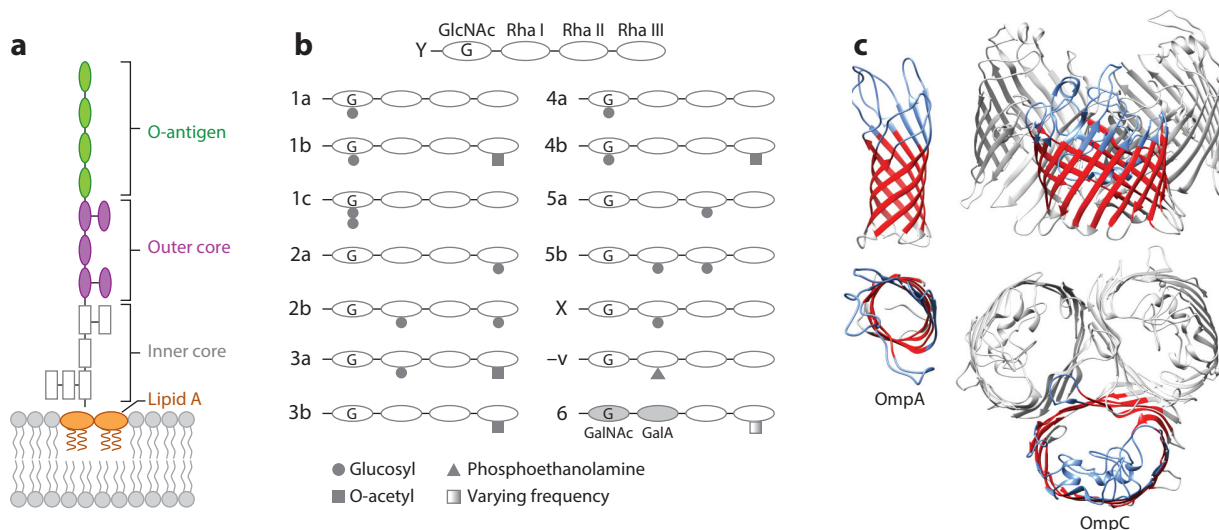 a
O-antigen
Outer core
Inner core
Lipid A
b
GlcNAc Rha I Rha II Rha III
Y G
1a G
1b G
1c G
2a G
2b G
3a G
3b G
4a G
4b G
5a G
5b G
X G
–v G
6 G
GalNAc GalA
Glucosyl
O-acetyl
Phosphoethanolamine
Varying frequency
c
OmpA
OmpC